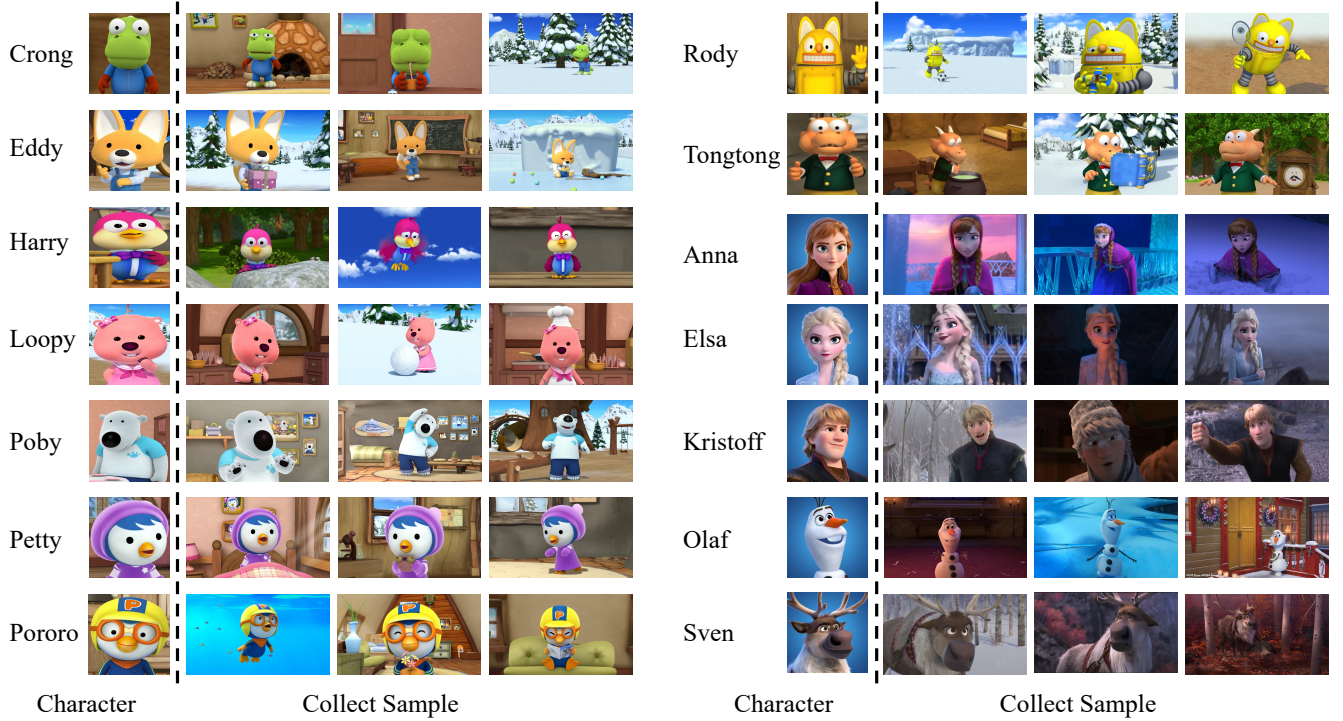 Crong
Eddy
Harry
Loopy
Poby
Petty
Pororo
Character
Collect Sample
Rody
Tongtong
Anna
Elsa
Kristoff
Olaf
Sven
Character
Collect Sample
P
P